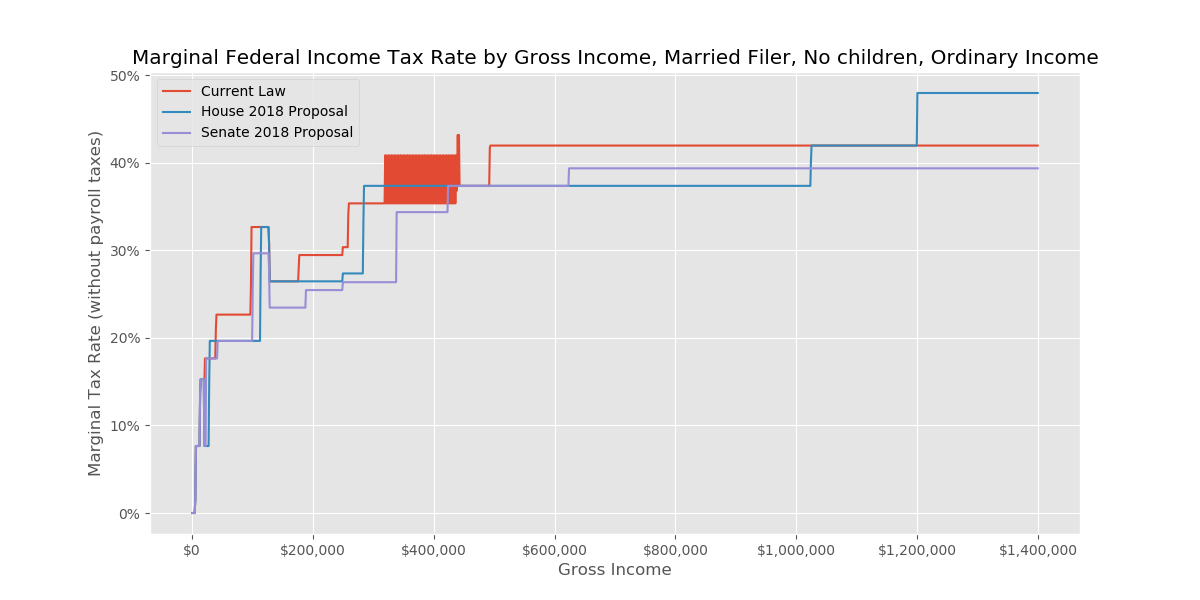 Marginal Federal Income Tax Rate by Gross Income, Married Filer, No children, Ordinary Income
50%
40%
30%
20%
10%
0%
Marginal Tax Rate (without payroll taxes)
Current Law
House 2018 Proposal
Senate 2018 Proposal
$0
$200,000
$400,000
$600,000
$800,000
$1,000,000
$1,200,000
$1,400,000
Gross Income